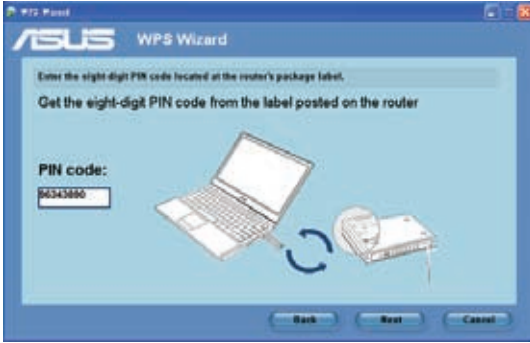 WPS Wizard
ASUS WPS Wizard
Enter the eight-digit PIN code located at the router's package label.
Get the eight-digit PIN code from the label posted on the router
PIN code:
Back Next Cancel